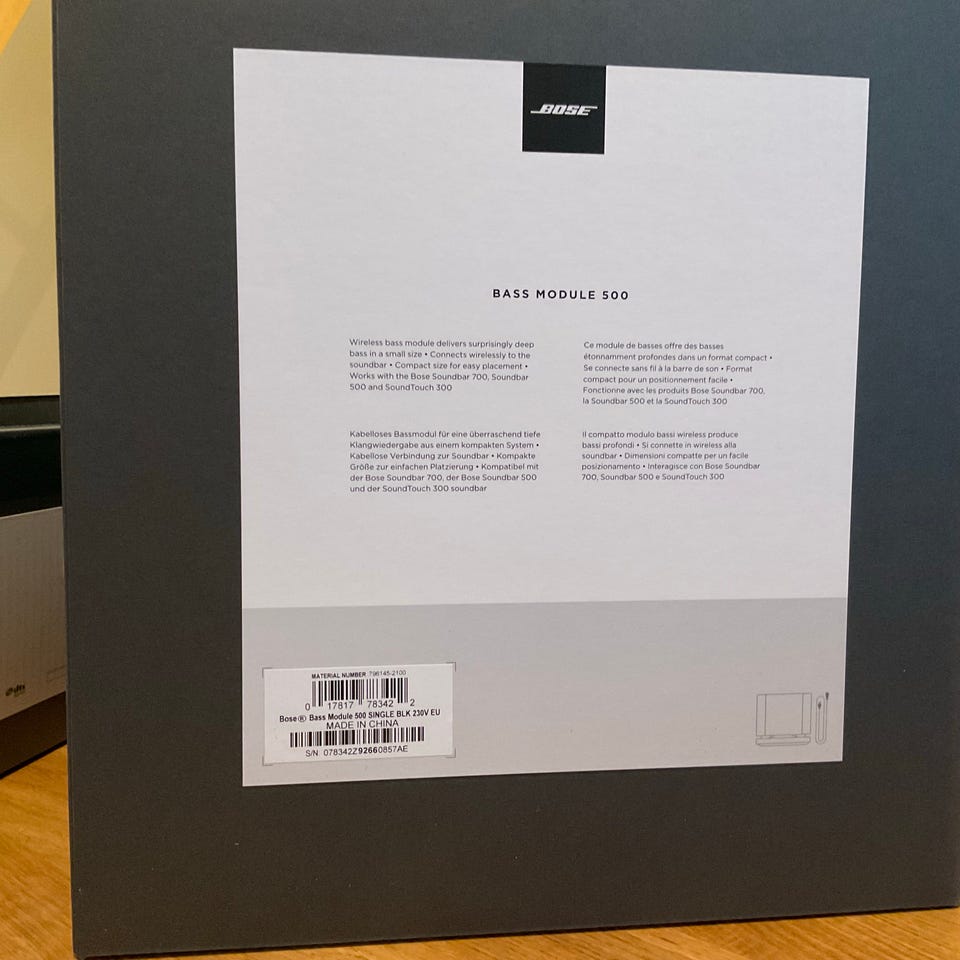 BOSE
BASS MODULE 500
Wireless bass module delivers surprisingly deep
bass in a small size • Connects wirelessly to the
soundbar • Compact size for easy placement •
Works with the Bose Soundbar 700, Soundbar
500 and SoundTouch 300
Ce module de basses offre des basses
étonnamment profondes dans un format compact •
Se connecte sans fil à la barre de son • Format
compact pour un positionnement facile •
Fonctionne avec les produits Bose Soundbar 700,
la Soundbar 500 et la SoundTouch 300
Kabelloses Bassmodul für eine überraschend tiefe
Klangwiedergabe aus einem kompakten System •
Kabellose Verbindung zur Soundbar • Kompakte
Größe zur einfachen Platzierung • Kompatibel mit
der Bose Soundbar 700, der Bose Soundbar 500
und der SoundTouch 300 soundbar
Il compatto modulo bassi wireless produce
bassi profondi • Si connette in wireless alla
soundbar • Dimensioni compatte per un facile
posizionamento • Interagisce con Bose Soundbar
700, Soundbar 500 e SoundTouch 300
MATERIAL NUMBER 796145-2100
0 17817 78342 2
Bose® Bass Module 500 SINGLE BLK 230V EU
MADE IN CHINA
S/N: 078342Z92660857AE
dts